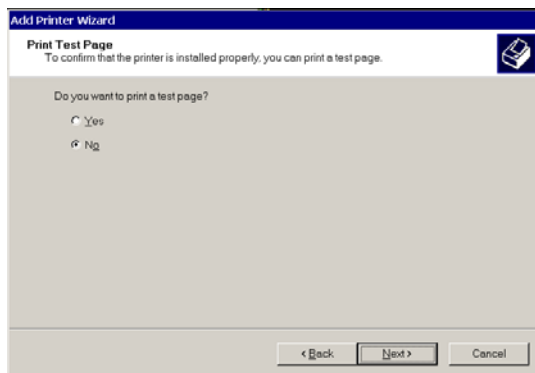 Add Printer Wizard
Print Test Page
To confirm that the printer is installed properly, you can print a test page.
Do you want to print a test page?
Yes
No
< Back
Next >
Cancel